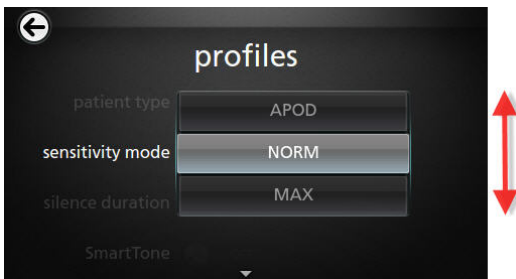 profiles
patient type
APOD
sensitivity mode NORM
MAX
silence duration
SmartTone